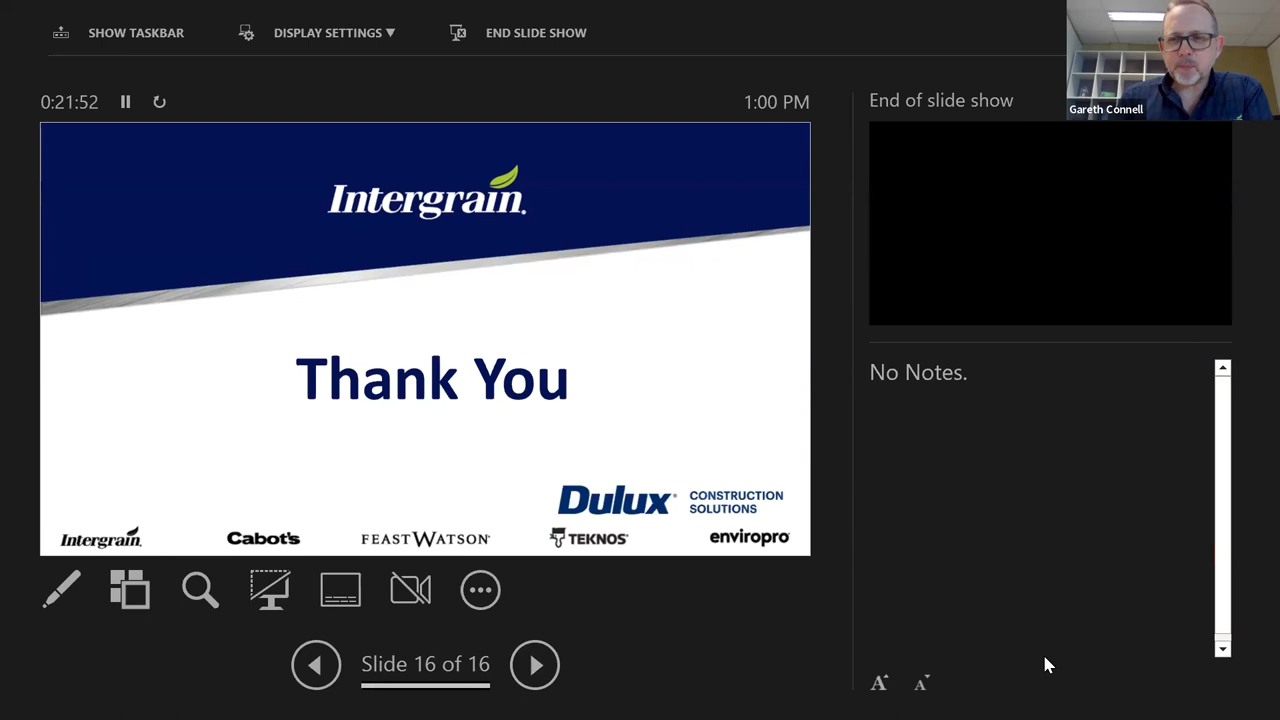 SHOW TASKBAR
DISPLAY SETTINGS ▼
END SLIDE SHOW
Gareth Connell
0:21:52
1:00 PM
End of slide show
Intergrain
Thank You
Dulux® CONSTRUCTION
SOLUTIONS
Intergrain Cabot's FEAST WATSON TEKNOS enviropro
No Notes.
Slide 16 of 16
A A